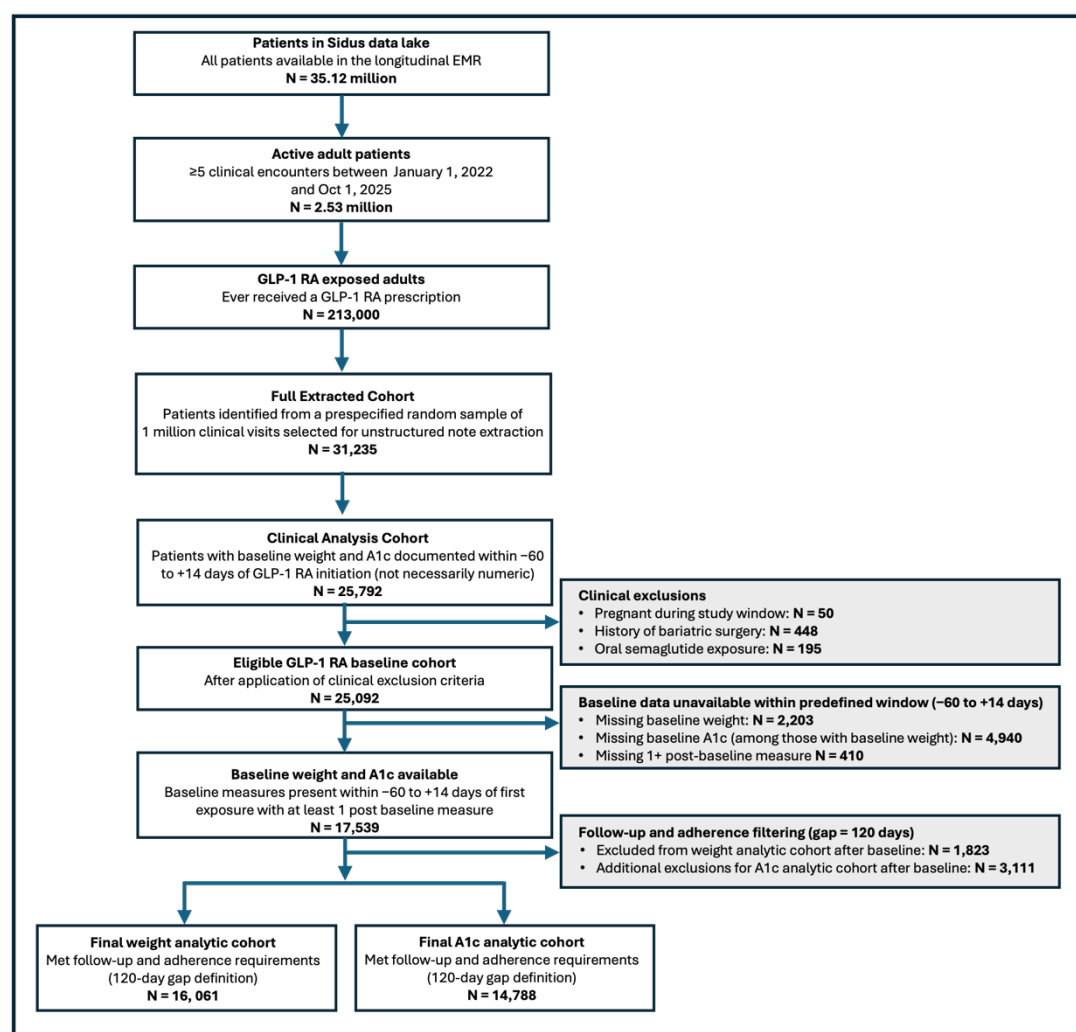 Patients in Sidus data lake
All patients available in the longitudinal EMR
N = 35.12 million
Active adult patients
≥5 clinical encounters between January 1, 2022
and Oct 1, 2025
N = 2.53 million
GLP-1 RA exposed adults
Ever received a GLP-1 RA prescription
N = 213,000
Full Extracted Cohort
Patients identified from a prespecified random sample of
1 million clinical visits selected for unstructured note extraction
N = 31,235
Clinical Analysis Cohort
Patients with baseline weight and A1c documented within −60
to +14 days of GLP-1 RA initiation (not necessarily numeric)
N = 25,792
Clinical exclusions
• Pregnant during study window: N = 50
• History of bariatric surgery: N = 448
• Oral semaglutide exposure: N = 195
Eligible GLP-1 RA baseline cohort
After application of clinical exclusion criteria
N = 25,092
Baseline data unavailable within predefined window (−60 to +14 days)
• Missing baseline weight: N = 2,203
• Missing baseline A1c (among those with baseline weight): N = 4,940
• Missing 1+ post-baseline measure N = 410
Baseline weight and A1c available
Baseline measures present within −60 to +14 days of first
exposure with at least 1 post baseline measure
N = 17,539
Follow-up and adherence filtering (gap = 120 days)
• Excluded from weight analytic cohort after baseline: N = 1,823
• Additional exclusions for A1c analytic cohort after baseline: N = 3,111
Final weight analytic cohort
Met follow-up and adherence requirements
(120-day gap definition)
N = 16, 061
Final A1c analytic cohort
Met follow-up and adherence requirements
(120-day gap definition)
N = 14,788